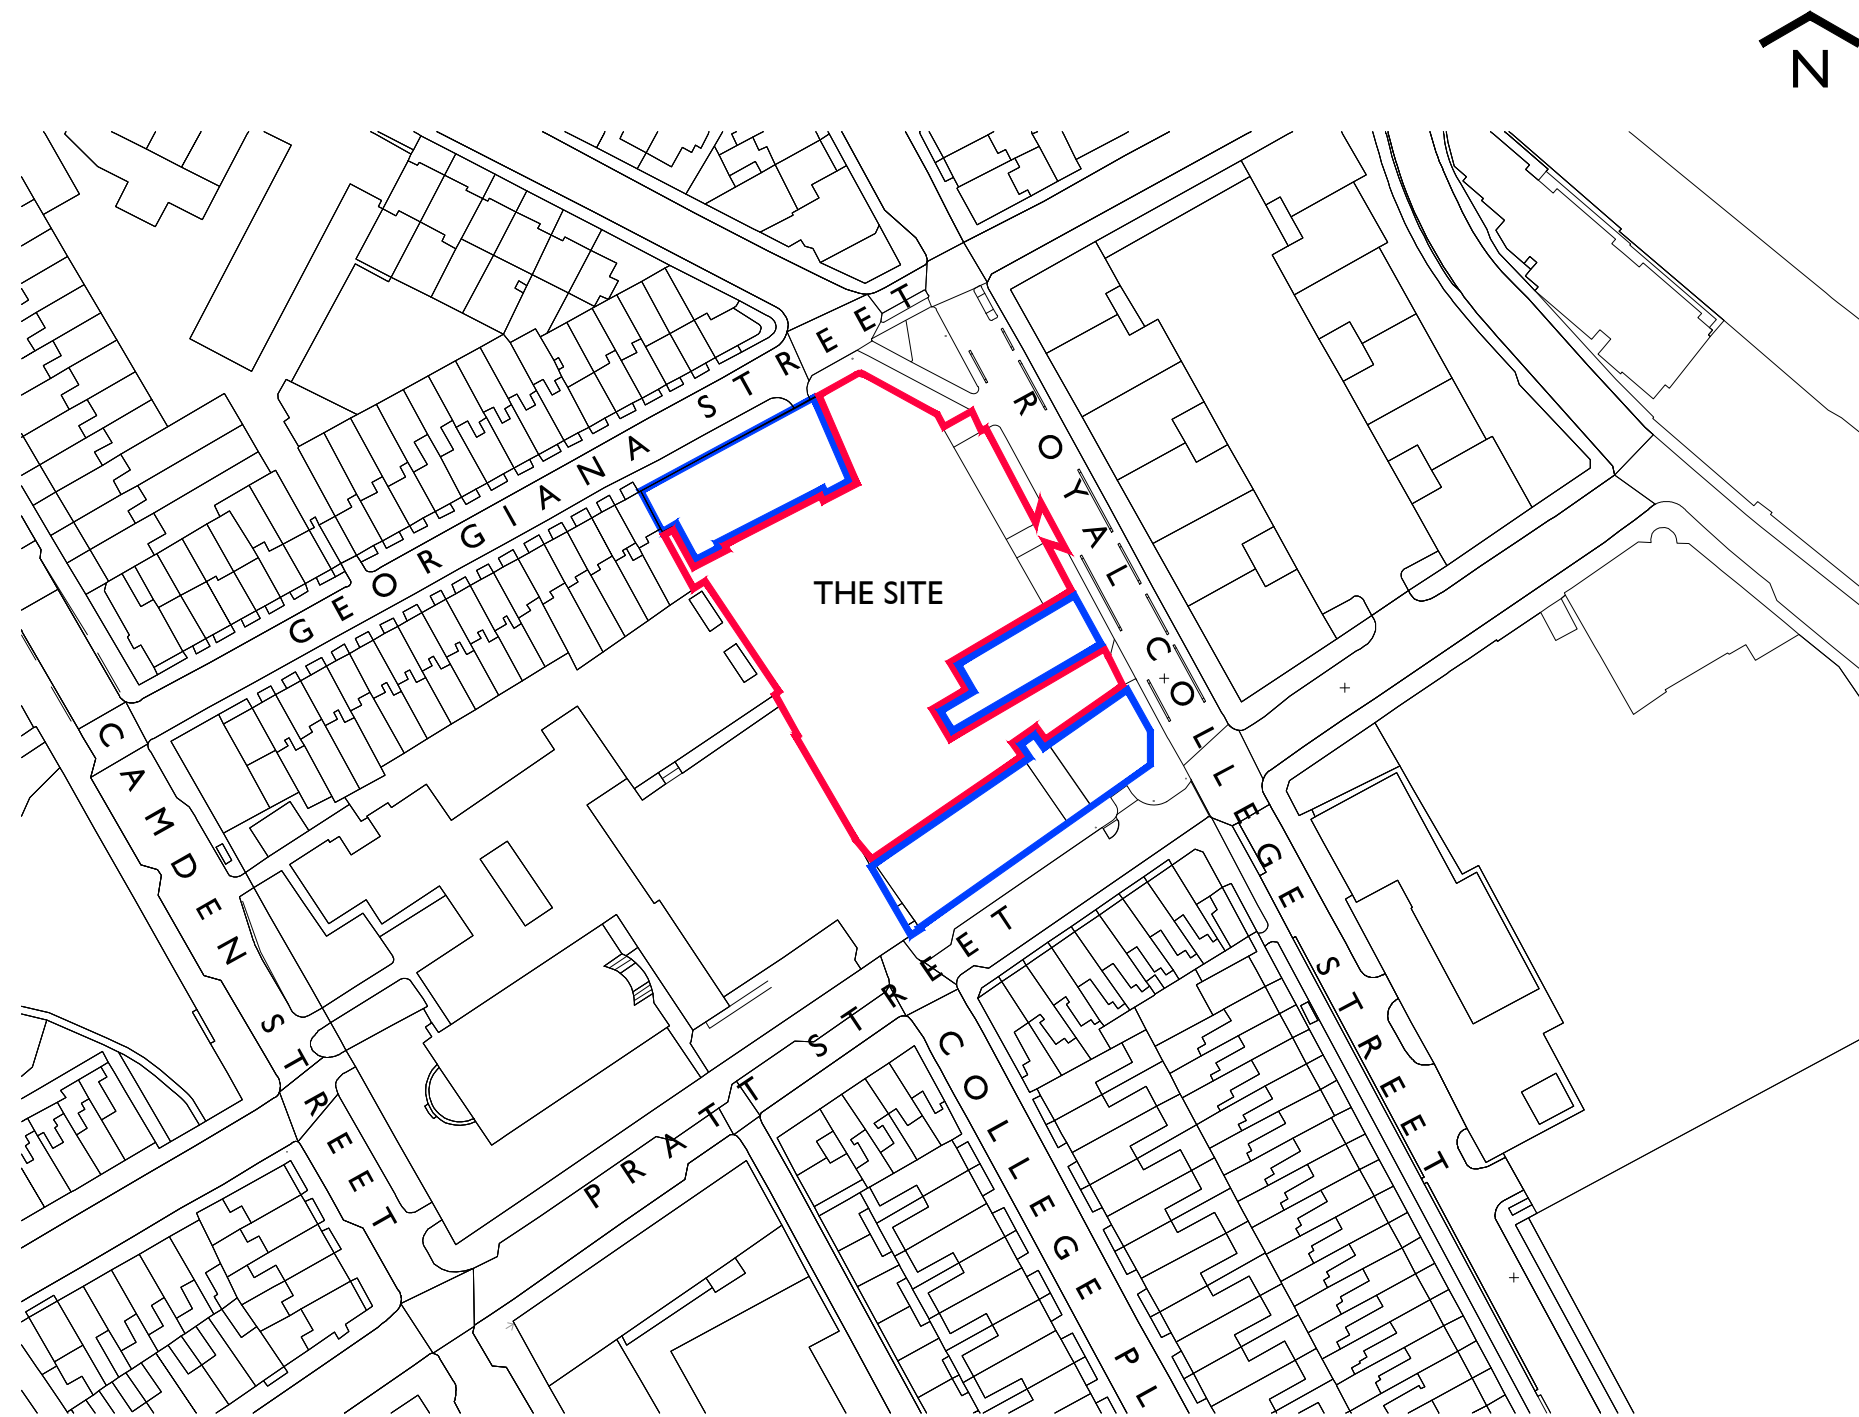 N
GEORGIANA STREET
ROYAL COLLEGE STREET
THE SITE
CAMDEN STREET
PRATT STREET
COLLEGE PL